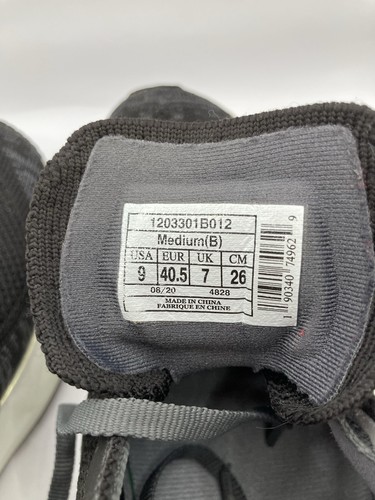 1203301B012
Medium(B)
USA EUR UK CM
9 40.5 7 26
08/20 4828
MADE IN CHINA
FABRIQUE EN CHINE
1 90340 74962 9